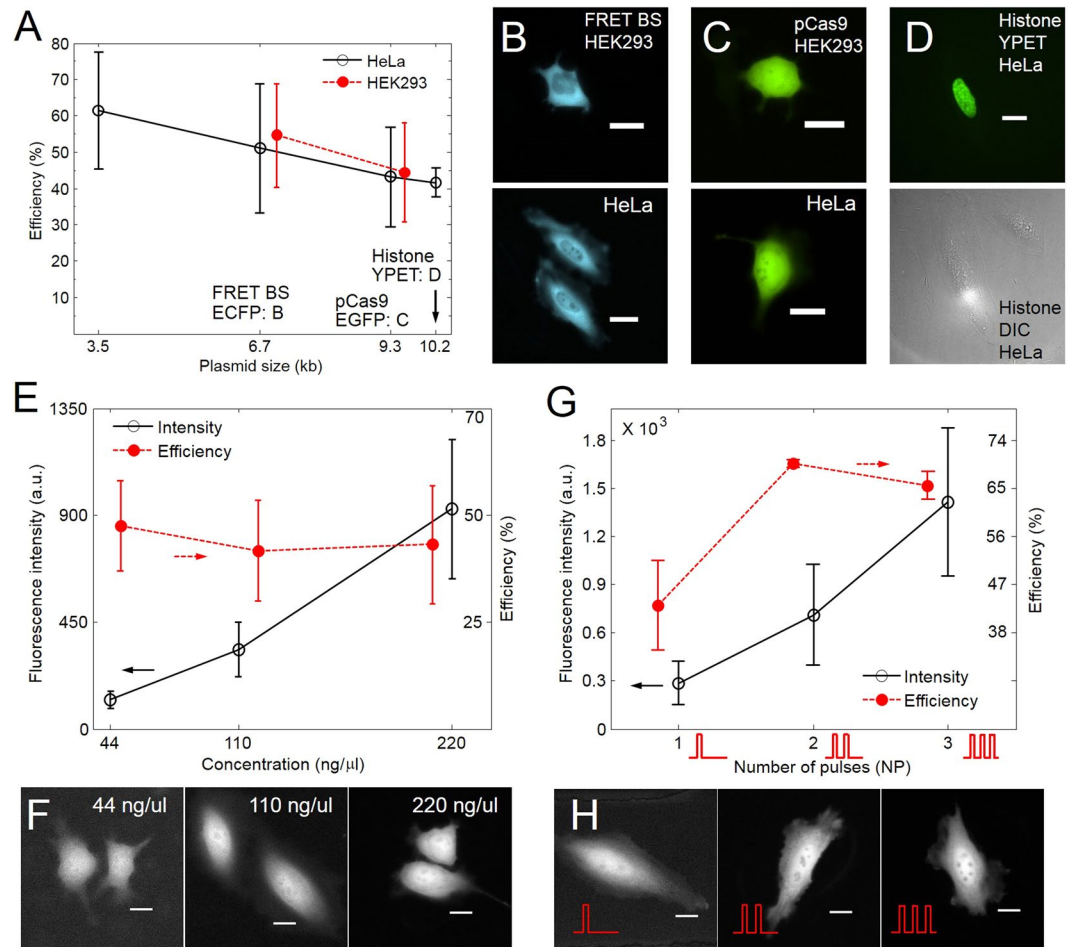 A
80
70
60
50
40
30
20
10
Efficiency (%)
HeLa
HEK293
Histone
YPET: D
FRET BS
ECFP: B
pCas9
EGFP: C
3.5
6.7
9.3
10.2
Plasmid size (kb)
B
FRET BS
HEK293
HeLa
C
pCas9
HEK293
HeLa
D
Histone
YPET
HeLa
Histone
DIC
HeLa
E
1350
900
450
0
Fluorescence intensity (a.u.)
Intensity
Efficiency
70
50
25
Efficiency (%)
44
110
220
Concentration (ng/µl)
G
X 10³
1.8
1.5
1.2
0.9
0.6
0.3
0
Fluorescence intensity (a.u.)
74
65
56
47
38
Efficiency (%)
Intensity
Efficiency
1
2
3
Number of pulses (NP)
F
44 ng/ul
110 ng/ul
220 ng/ul
H